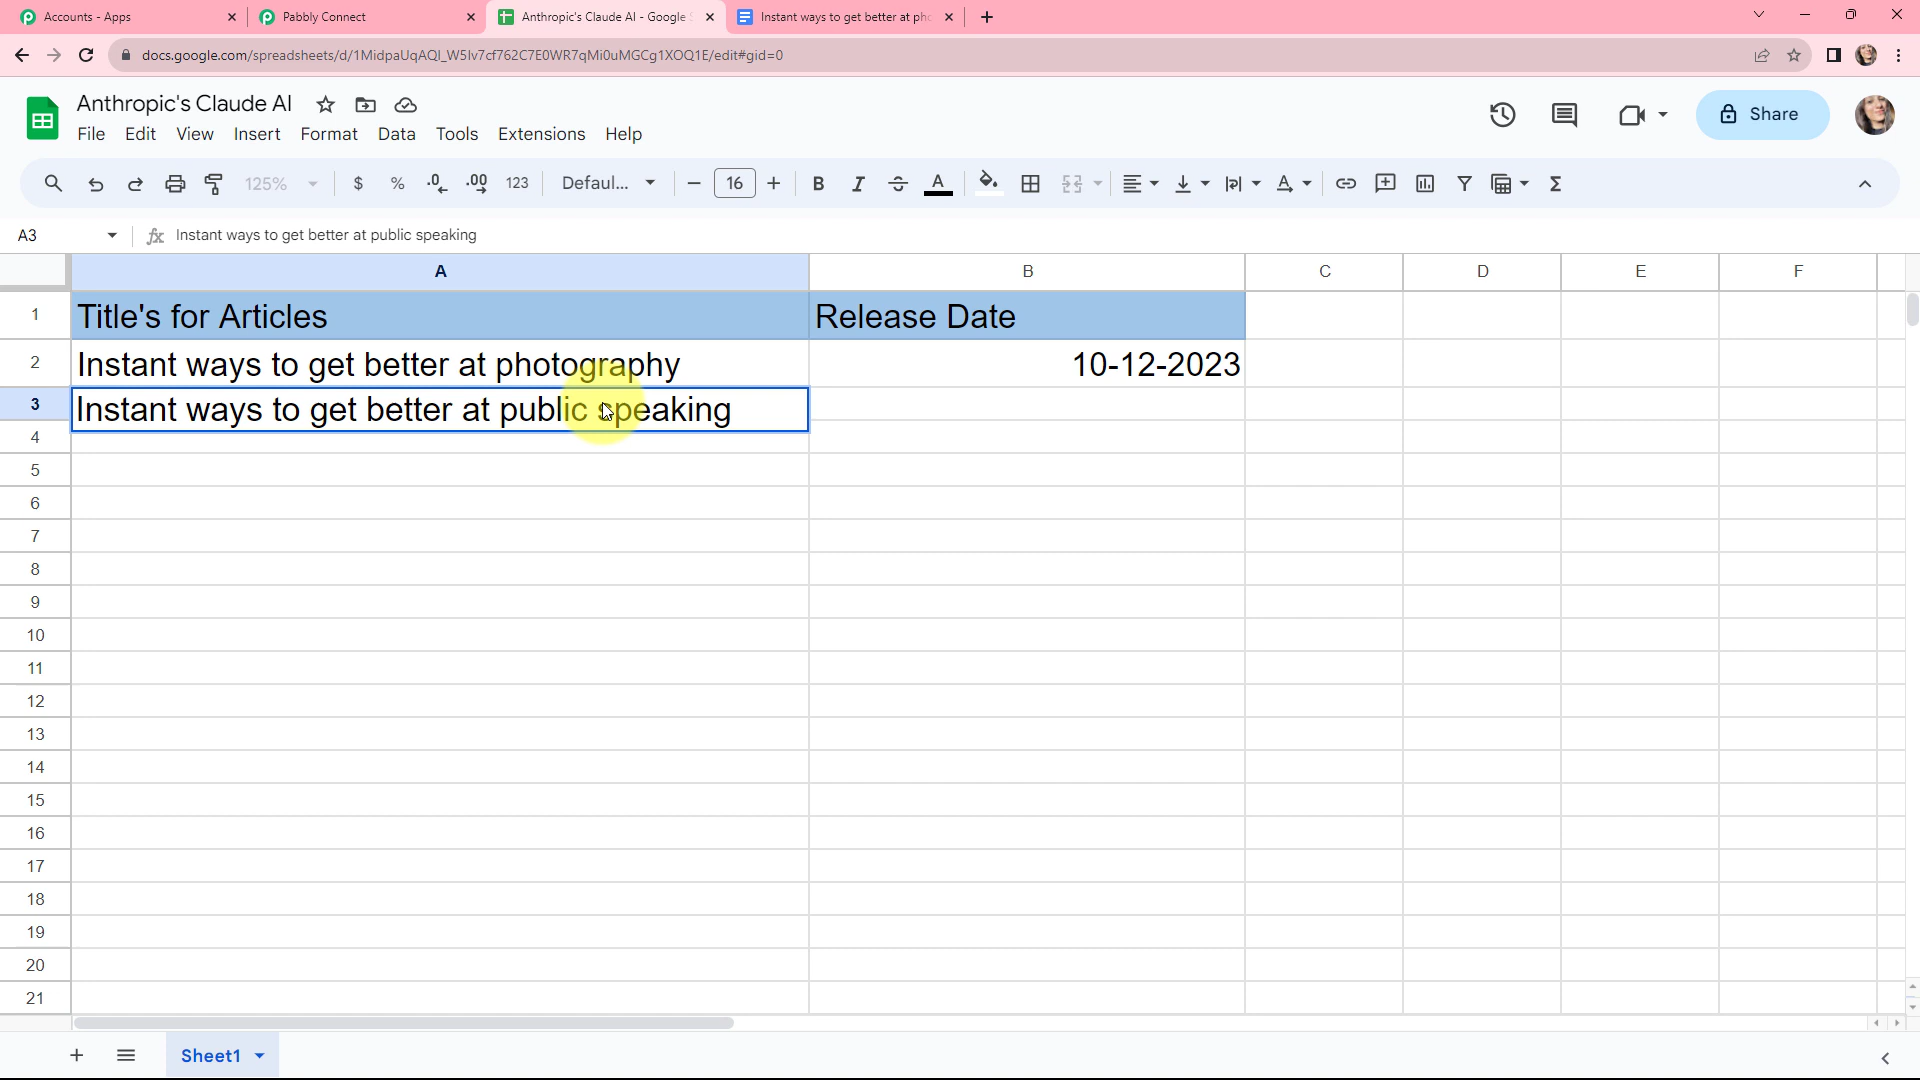 Accounts - Apps
Pabbly Connect
Anthropic's Claude AI - Google
Instant ways to get better at
docs.google.com/spreadsheets/d/1MidpaUqAQI_W5Iv7cf762C7E0WR7qMi0uMGCg1XOQ1E/edit#gid=0
Anthropic's Claude AI
File Edit View Insert Format Data Tools Extensions Help
Share
125% $ % .0 .00 123 Defaul... 16 B I A
A3 fx Instant ways to get better at public speaking
A B C D E F
1 Title's for Articles Release Date
2 Instant ways to get better at photography 10-12-2023
3 Instant ways to get better at public speaking
4
5
6
7
8
9
10
11
12
13
14
15
16
17
18
19
20
21
Sheet1